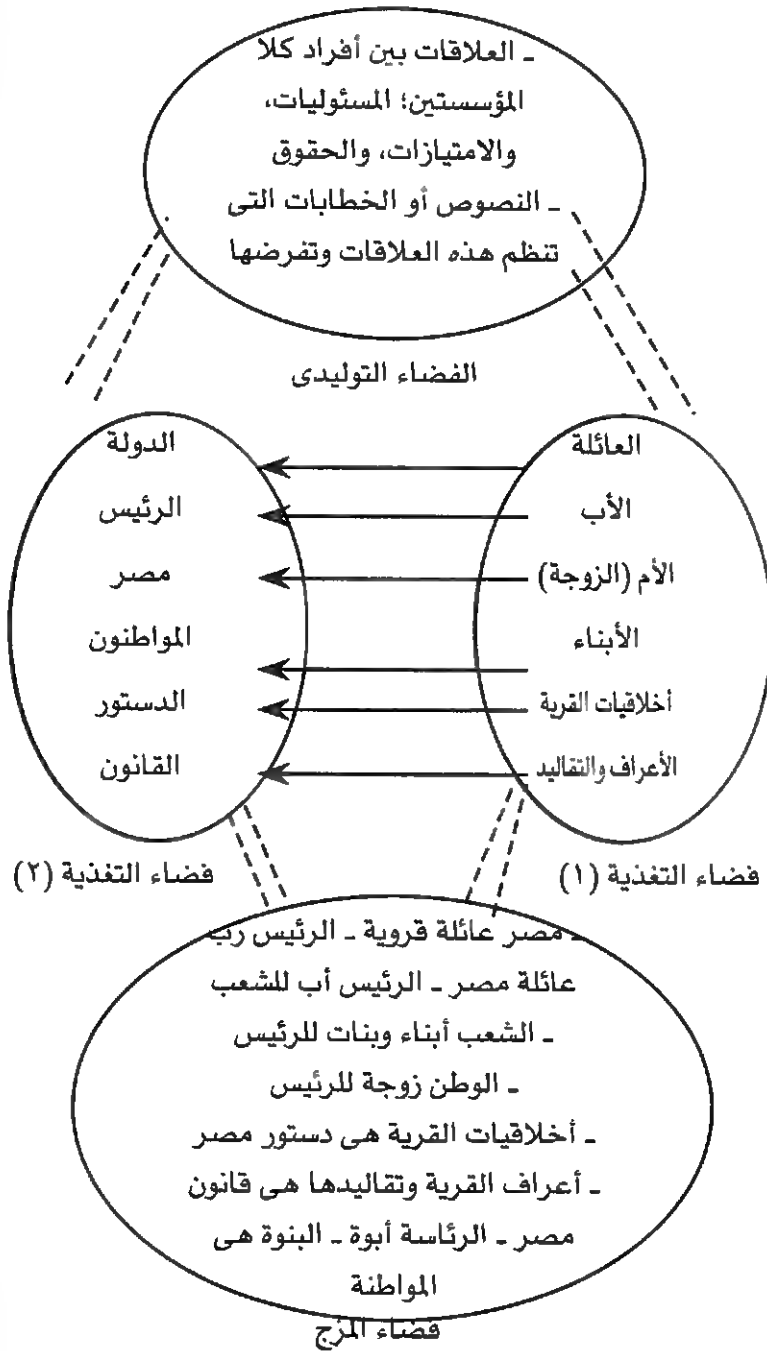 ـ العلاقات بين أفراد كلا
المؤسستين؛ المسئوليات،
والامتيازات، والحقوق
ـ النصوص أو الخطابات التى
تنظم هذه العلاقات وتفرضها
الفضاء التوليدى
العائلة
الأب
الأم (الزوجة)
الأبناء
أخلاقيات القرية
الأعراف والتقاليد
فضاء التغذية (١)
الدولة
الرئيس
مصر
المواطنون
الدستور
القانون
فضاء التغذية (٢)
ـ مصر عائلة قروية ـ الرئيس رب
عائلة مصر ـ الرئيس أب للشعب
ـ الشعب أبناء وبنات للرئيس
ـ الوطن زوجة للرئيس
ـ أخلاقيات القرية هى دستور مصر
ـ أعراف القرية وتقاليدها هى قانون
مصر ـ الرئاسة أبوة ـ البنوة هى
المواطنة
فضاء المزج